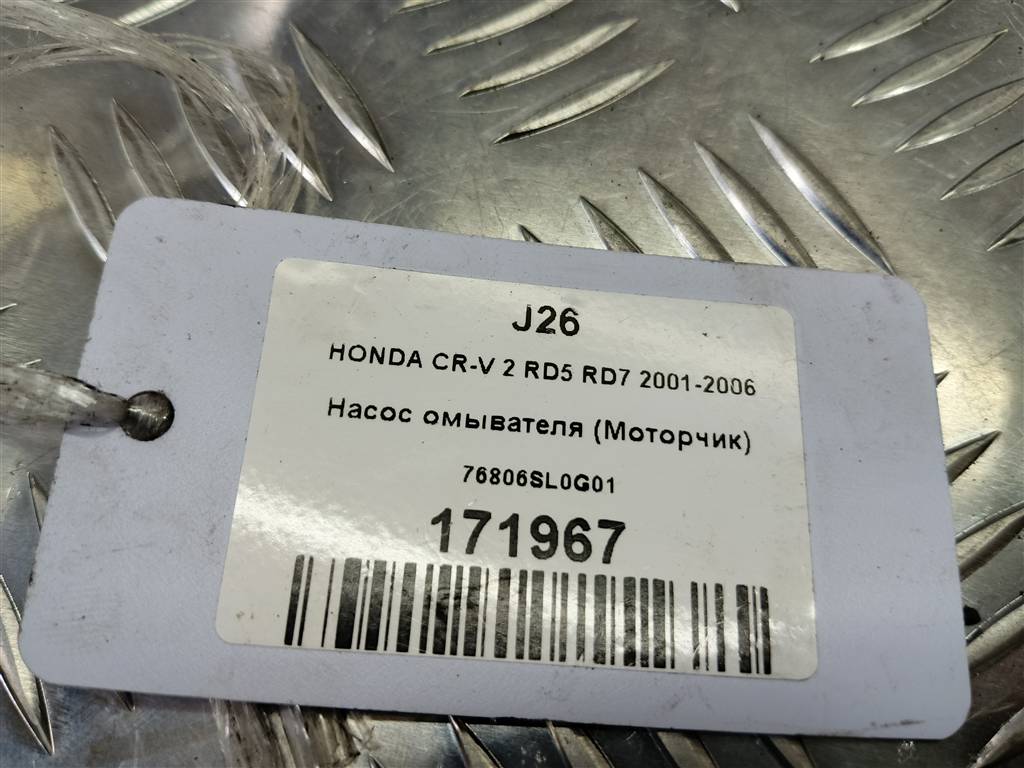 J26
HONDA CR-V 2 RD5 RD7 2001-2006
Насос омывателя (Моторчик)
76806SL0G01
171967